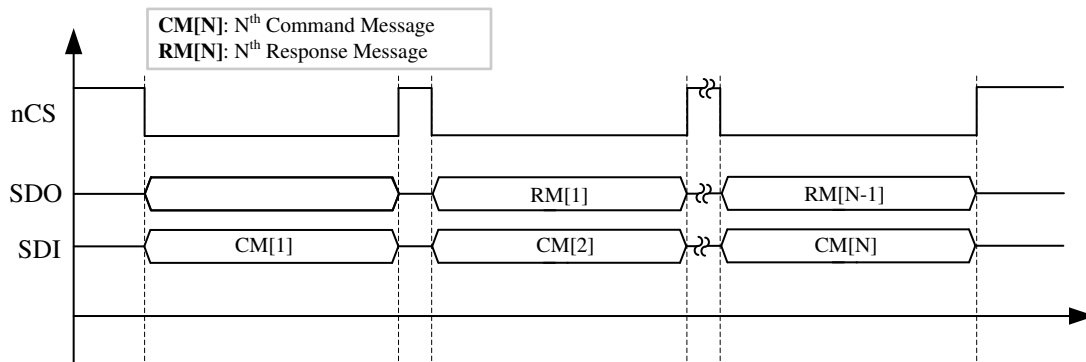 CM[N]: Nth Command Message
RM[N]: Nth Response Message
nCS
SDO RM[1] RM[N-1]
SDI CM[1] CM[2] CM[N]